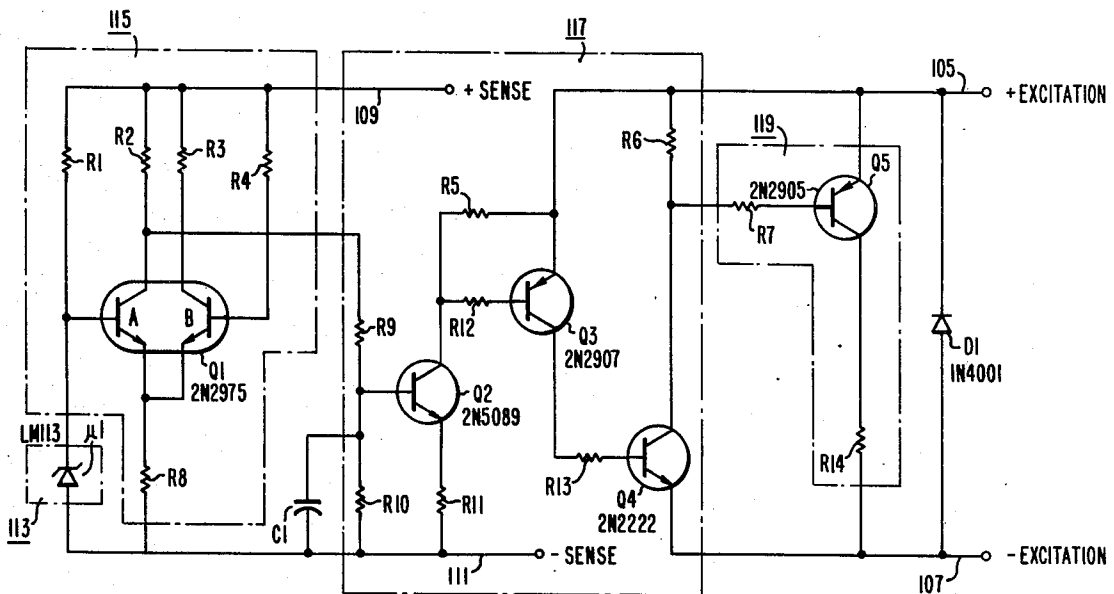 115
117
109
+ SENSE
105
+ EXCITATION
R1
R2
R3
R4
R5
R6
119
Q5
2N2905
R7
A
B
Q1
2N2975
R9
R12
Q3
2N2907
D1
1N4001
Q2
2N5089
LM113
μ1
R8
113
C1
R10
R11
R13
Q4
2N2222
R14
111
- SENSE
107
- EXCITATION